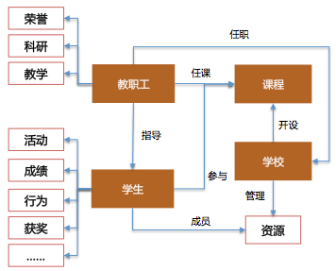 荣誉
科研
教学
教职工
任职
任课
课程
指导
开设
活动
成绩
行为
获奖
......
学生
参与
学校
管理
成员
资源